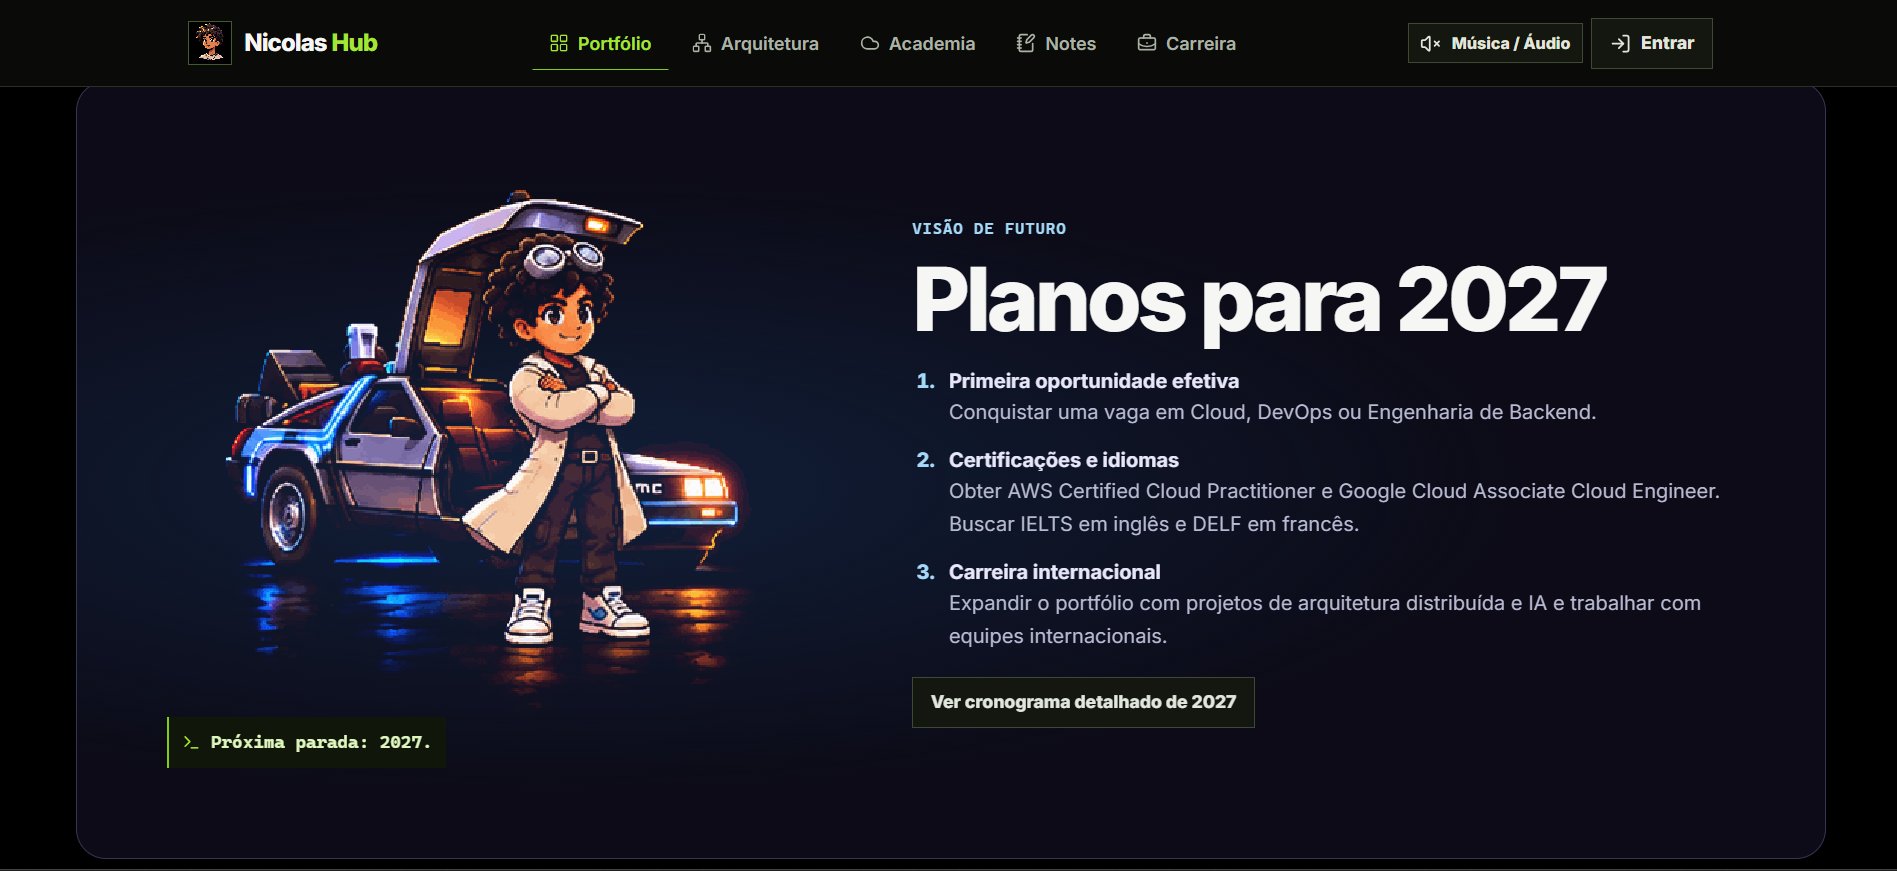 Nicolas Hub
Portfólio
Arquitetura
Academia
Notes
Carreira
Música / Áudio
Entrar
VISÃO DE FUTURO
Planos para 2027
1. Primeira oportunidade efetiva
Conquistar uma vaga em Cloud, DevOps ou Engenharia de Backend.
2. Certificações e idiomas
Obter AWS Certified Cloud Practitioner e Google Cloud Associate Cloud Engineer.
Buscar IELTS em inglês e DELF em francês.
3. Carreira internacional
Expandir o portfólio com projetos de arquitetura distribuída e IA e trabalhar com
equipes internacionais.
Ver cronograma detalhado de 2027
MC
>_ Próxima parada: 2027.